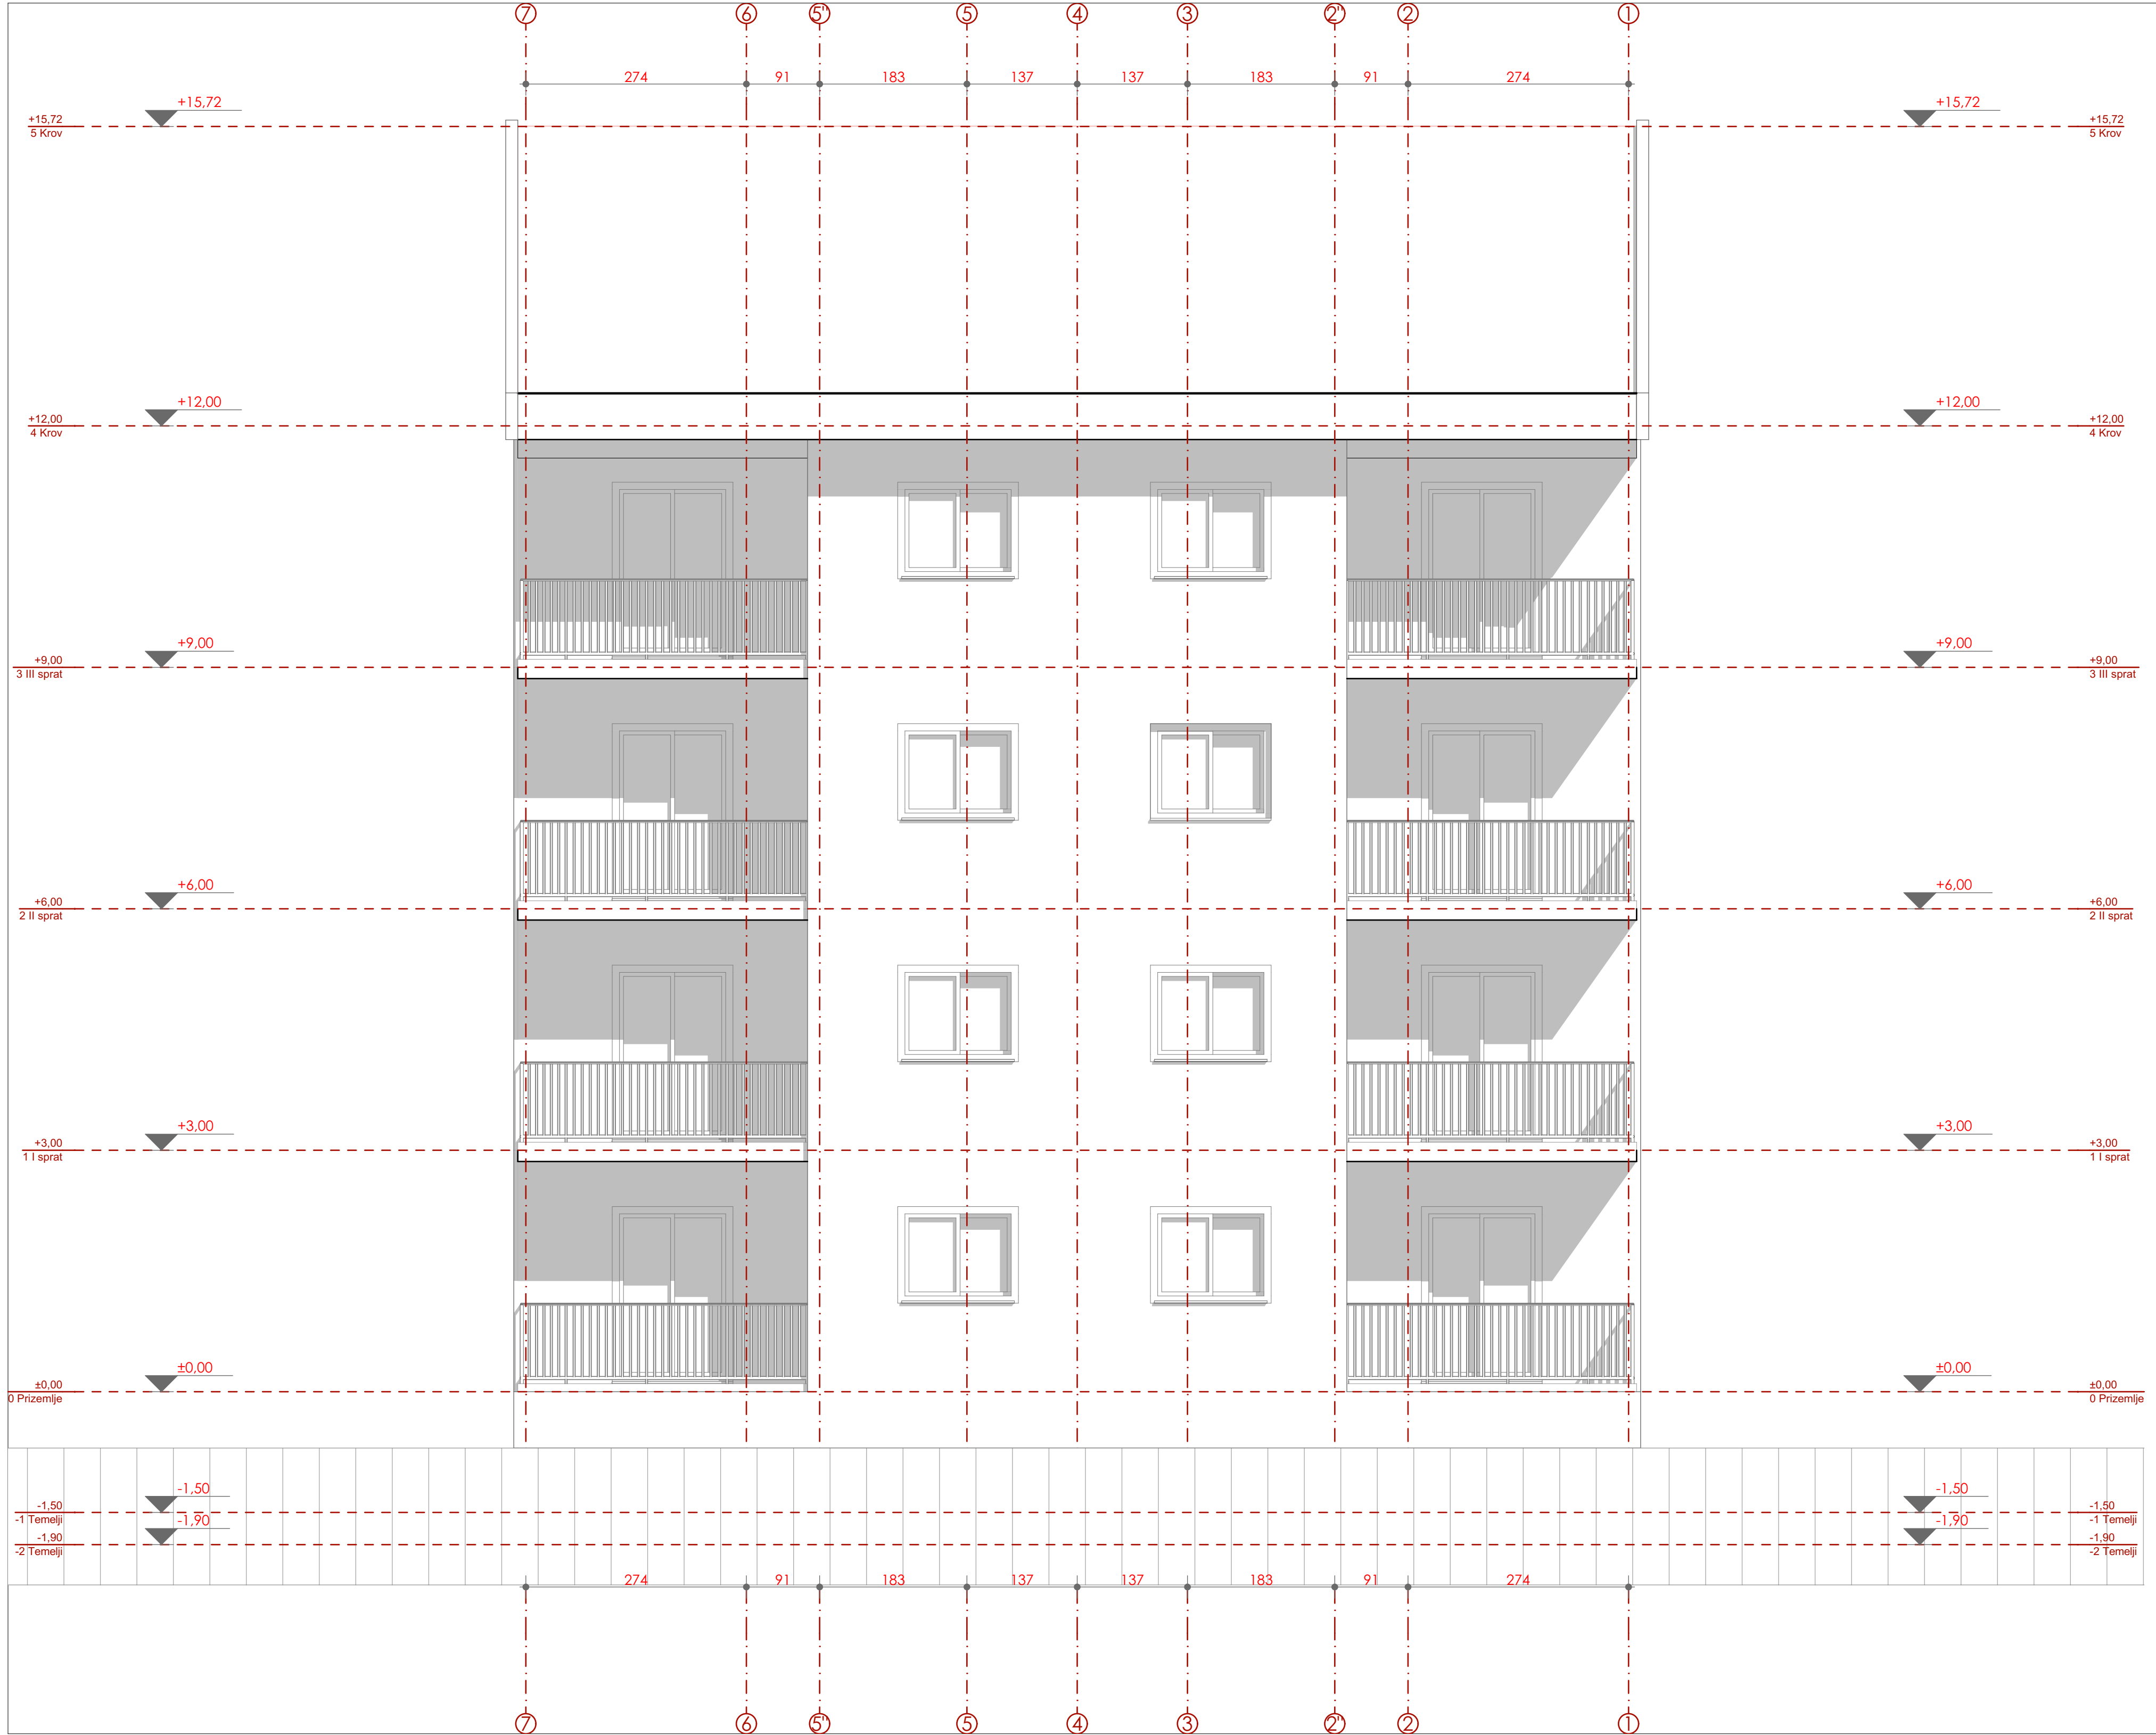 7 6 5" 5 4 3 2" 2 1
274 91 183 137 137 183 91 274
+15,72 +15,72
+15,72 +15,72
5 Krov 5 Krov
+12,00 +12,00
+12,00 +12,00
4 Krov 4 Krov
+9,00 +9,00
+9,00 +9,00
3 III sprat 3 III sprat
+6,00 +6,00
+6,00 +6,00
2 II sprat 2 II sprat
+3,00 +3,00
+3,00 +3,00
1 I sprat 1 I sprat
±0,00 ±0,00
±0,00 ±0,00
0 Prizemlje 0 Prizemlje
-1,50 -1,50
-1,50 -1,50
-1 Temelji -1 Temelji
-1,90 -1,90
-1,90 -1,90
-2 Temelji -2 Temelji
274 91 183 137 137 183 91 274
7 6 5" 5 4 3 2" 2 1